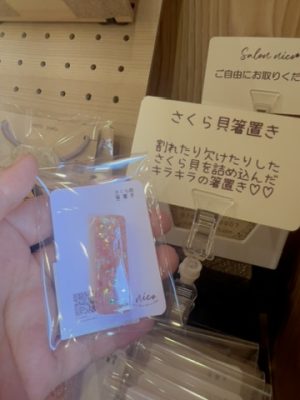 Salon nico
ご自由にお取りくだ
さくら貝箸置き
割れたり欠けたりした
さくら貝を詰め込んだ
キラキラの箸置き♡♡
さくら貝
箸置き
nico